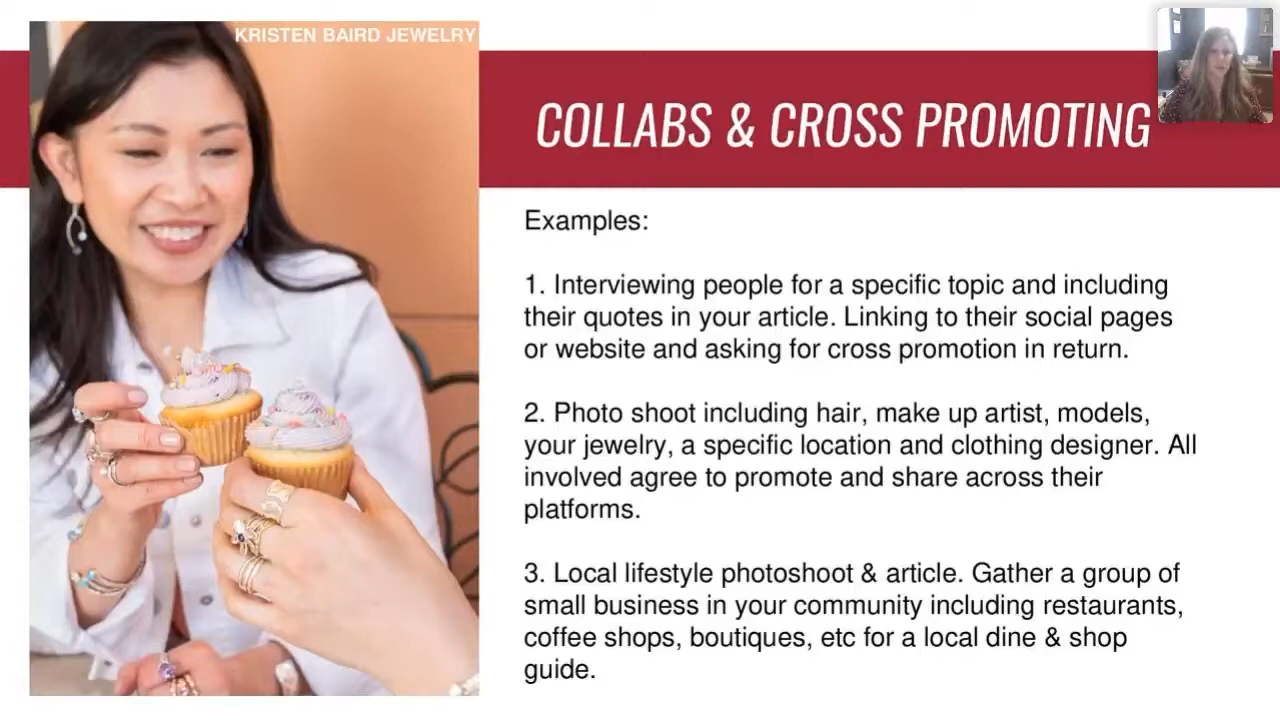 KRISTEN BAIRD JEWELRY
COLLABS & CROSS PROMOTING
Examples:
1. Interviewing people for a specific topic and including
their quotes in your article. Linking to their social pages
or website and asking for cross promotion in return.
2. Photo shoot including hair, make up artist, models,
your jewelry, a specific location and clothing designer. All
involved agree to promote and share across their
platforms.
3. Local lifestyle photoshoot & article. Gather a group of
small business in your community including restaurants,
coffee shops, boutiques, etc for a local dine & shop
guide.